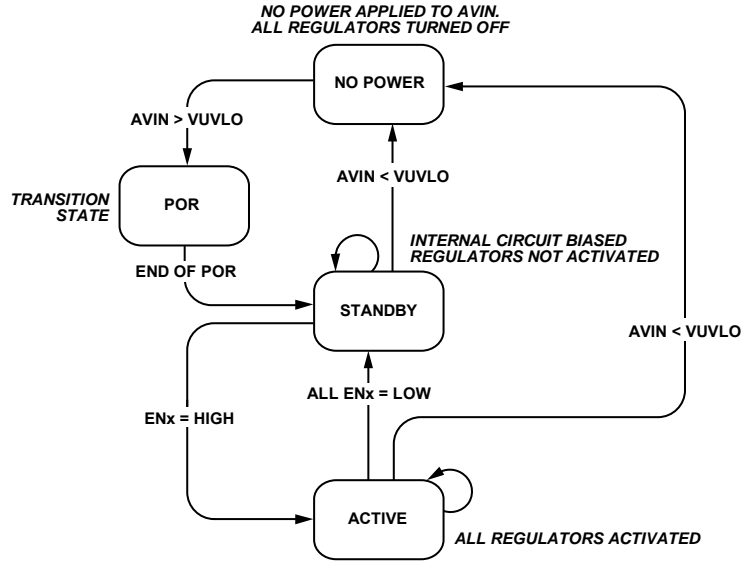 NO POWER APPLIED TO AVIN.
ALL REGULATORS TURNED OFF
NO POWER
AVIN > VUVLO
AVIN < VUVLO
TRANSITION
STATE
POR
INTERNAL CIRCUIT BIASED
REGULATORS NOT ACTIVATED
END OF POR
STANDBY
AVIN < VUVLO
ALL ENx = LOW
ENx = HIGH
ACTIVE
ALL REGULATORS ACTIVATED